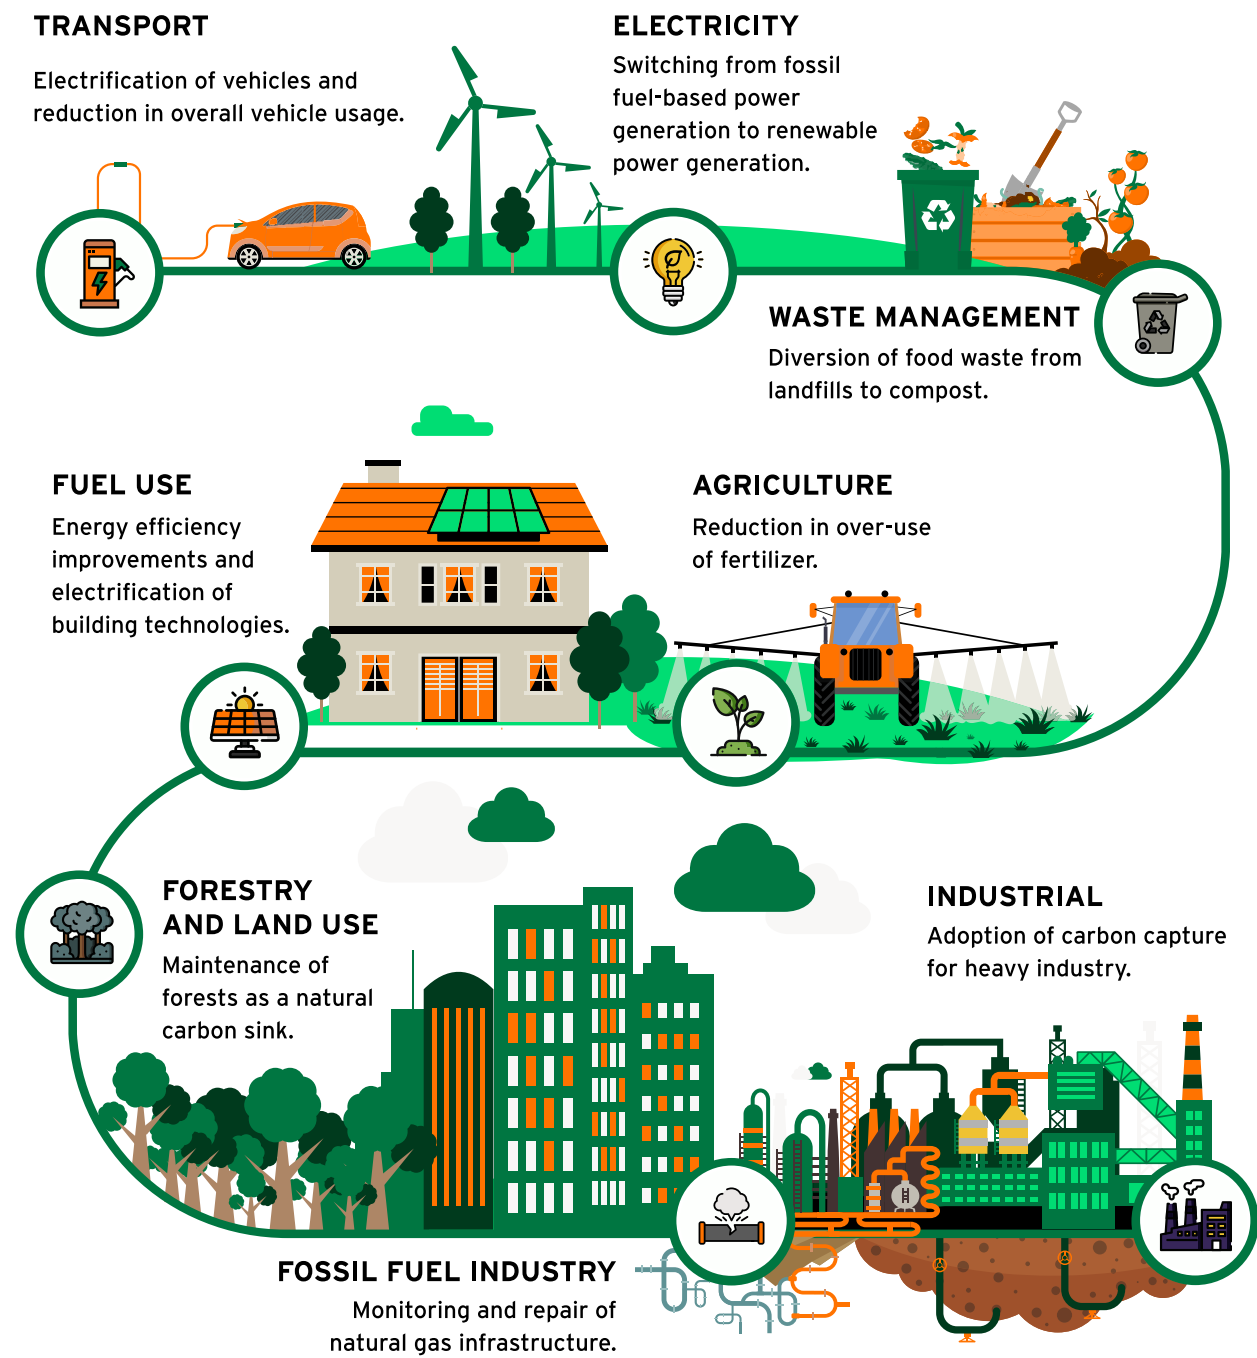 TRANSPORT
Electrification of vehicles and
reduction in overall vehicle usage.
ELECTRICITY
Switching from fossil
fuel-based power
generation to renewable
power generation.
WASTE MANAGEMENT
Diversion of food waste from
landfills to compost.
FUEL USE
Energy efficiency
improvements and
electrification of
building technologies.
AGRICULTURE
Reduction in over-use
of fertilizer.
FORESTRY
AND LAND USE
Maintenance of
forests as a natural
carbon sink.
INDUSTRIAL
Adoption of carbon capture
for heavy industry.
FOSSIL FUEL INDUSTRY
Monitoring and repair of
natural gas infrastructure.